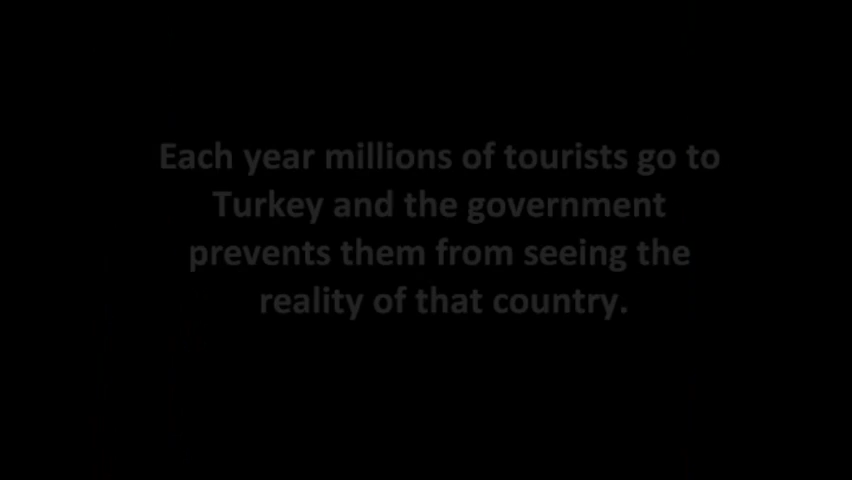 Each year millions of tourists go to
Turkey and the government
prevents them from seeing the
reality of that country.